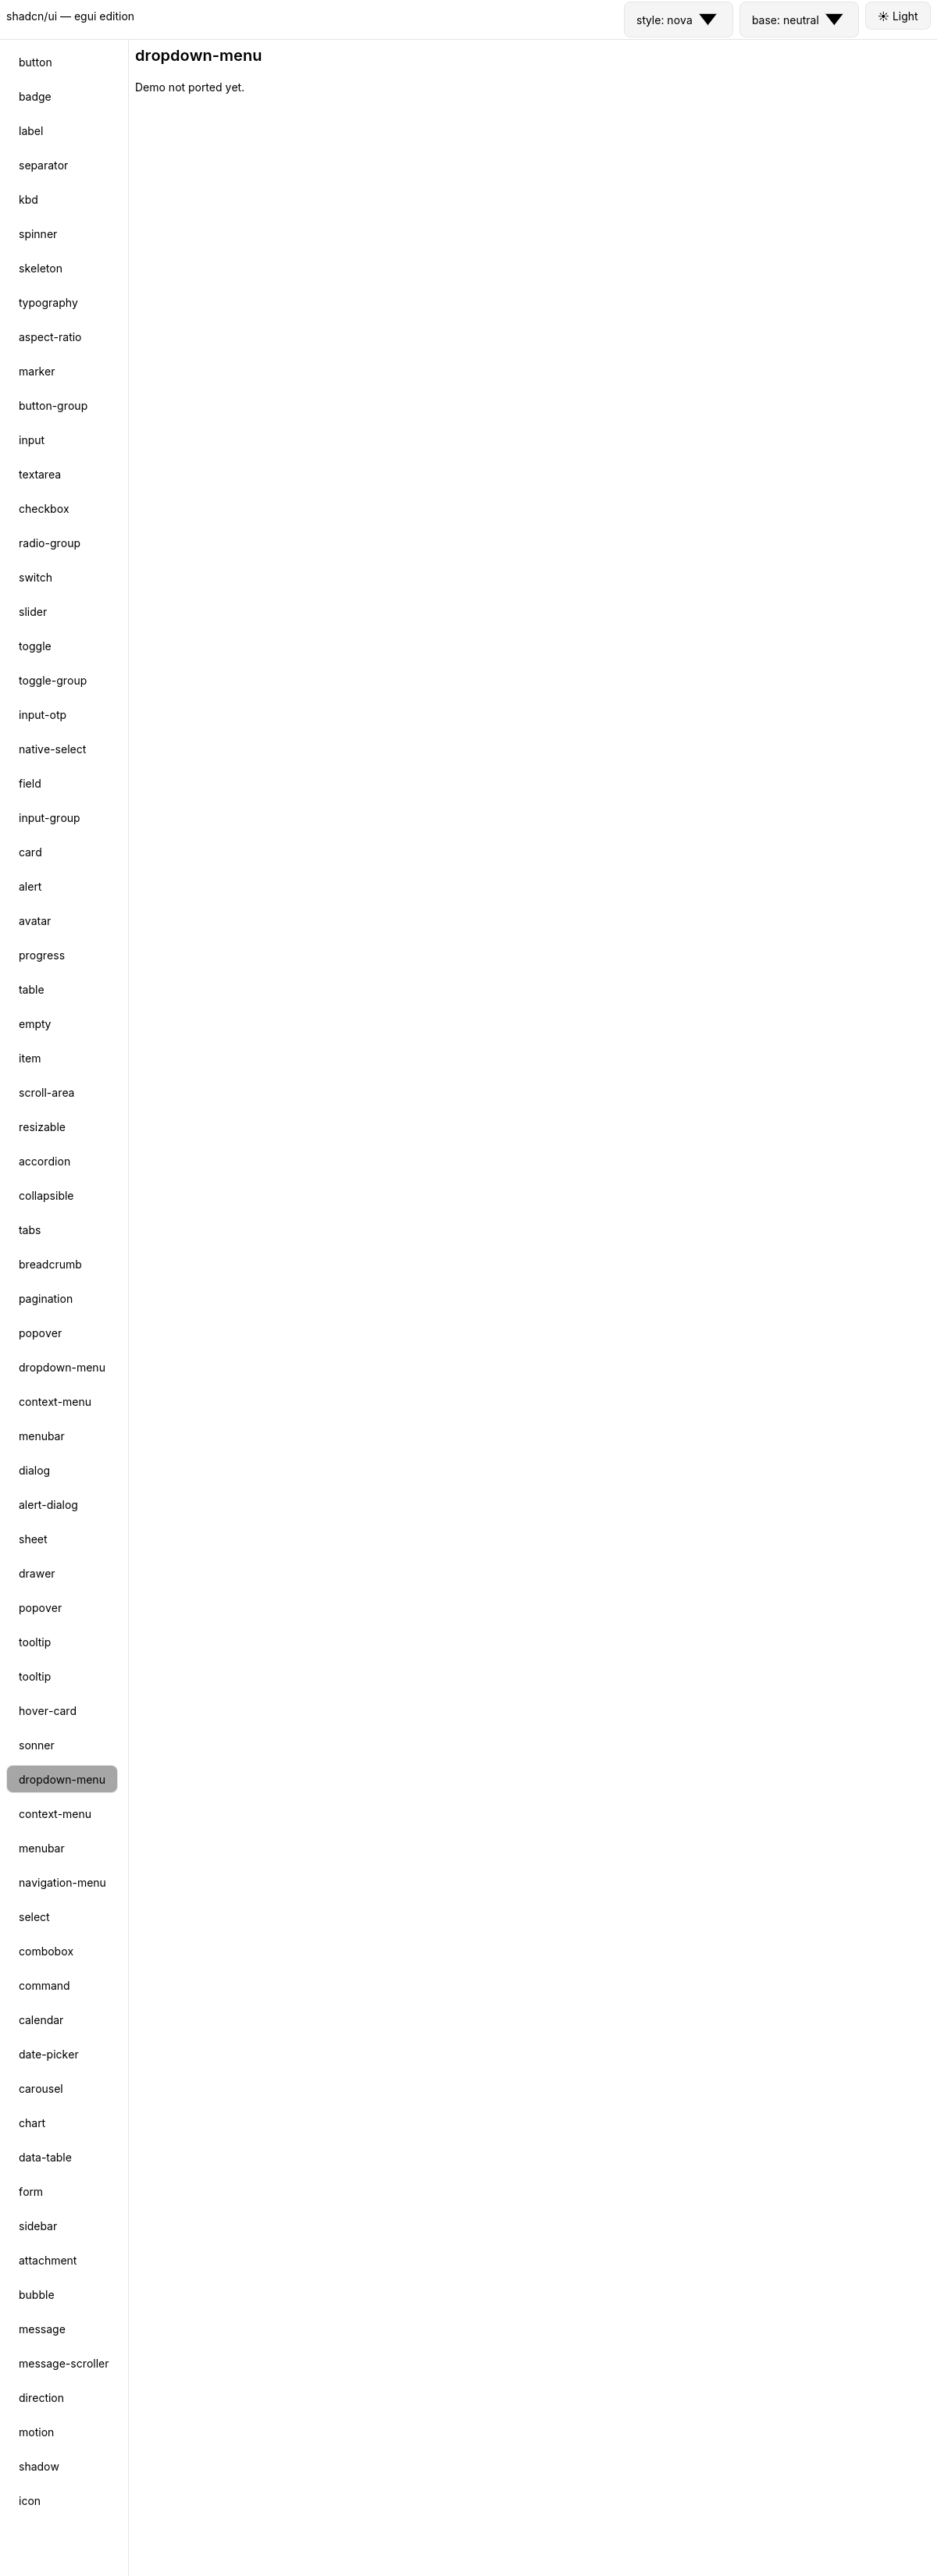 shadcn/ui — egui edition
style: nova
base: neutral
☀ Light
button
badge
label
separator
kbd
spinner
skeleton
typography
aspect-ratio
marker
button-group
input
textarea
checkbox
radio-group
switch
slider
toggle
toggle-group
input-otp
native-select
field
input-group
card
alert
avatar
progress
table
empty
item
scroll-area
resizable
accordion
collapsible
tabs
breadcrumb
pagination
popover
dropdown-menu
context-menu
menubar
dialog
alert-dialog
sheet
drawer
popover
tooltip
tooltip
hover-card
sonner
dropdown-menu
context-menu
menubar
navigation-menu
select
combobox
command
calendar
date-picker
carousel
chart
data-table
form
sidebar
attachment
bubble
message
message-scroller
direction
motion
shadow
icon
dropdown-menu
Demo not ported yet.